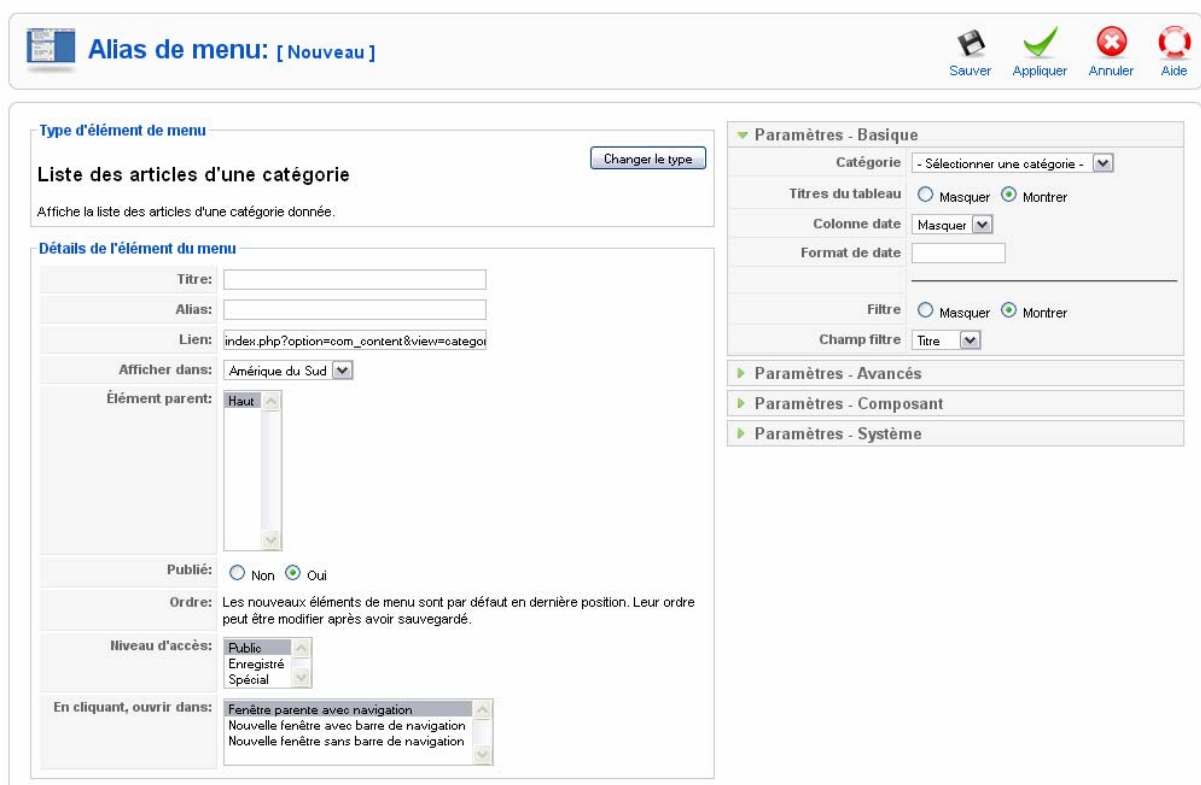 Alias de menu: [ Nouveau ]
Sauver
Appliquer
Annuler
Aide
Type d'élément de menu
Changer le type
Liste des articles d'une catégorie
Affiche la liste des articles d'une catégorie donnée.
Détails de l'élément du menu
Titre:
Alias:
Lien: index.php?option=com_content&view=categor
Afficher dans: Amérique du Sud
Élément parent: Haut
Publié: Non Oui
Ordre: Les nouveaux éléments de menu sont par défaut en dernière position. Leur ordre
peut être modifier après avoir sauvegardé.
Niveau d'accès: Public
Enregistré
Spécial
En cliquant, ouvrir dans: Fenêtre parente avec navigation
Nouvelle fenêtre avec barre de navigation
Nouvelle fenêtre sans barre de navigation
Paramètres - Basique
Catégorie - Sélectionner une catégorie -
Titres du tableau Masquer Montrer
Colonne date Masquer
Format de date
Filtre Masquer Montrer
Champ filtre Titre
Paramètres - Avancés
Paramètres - Composant
Paramètres - Système